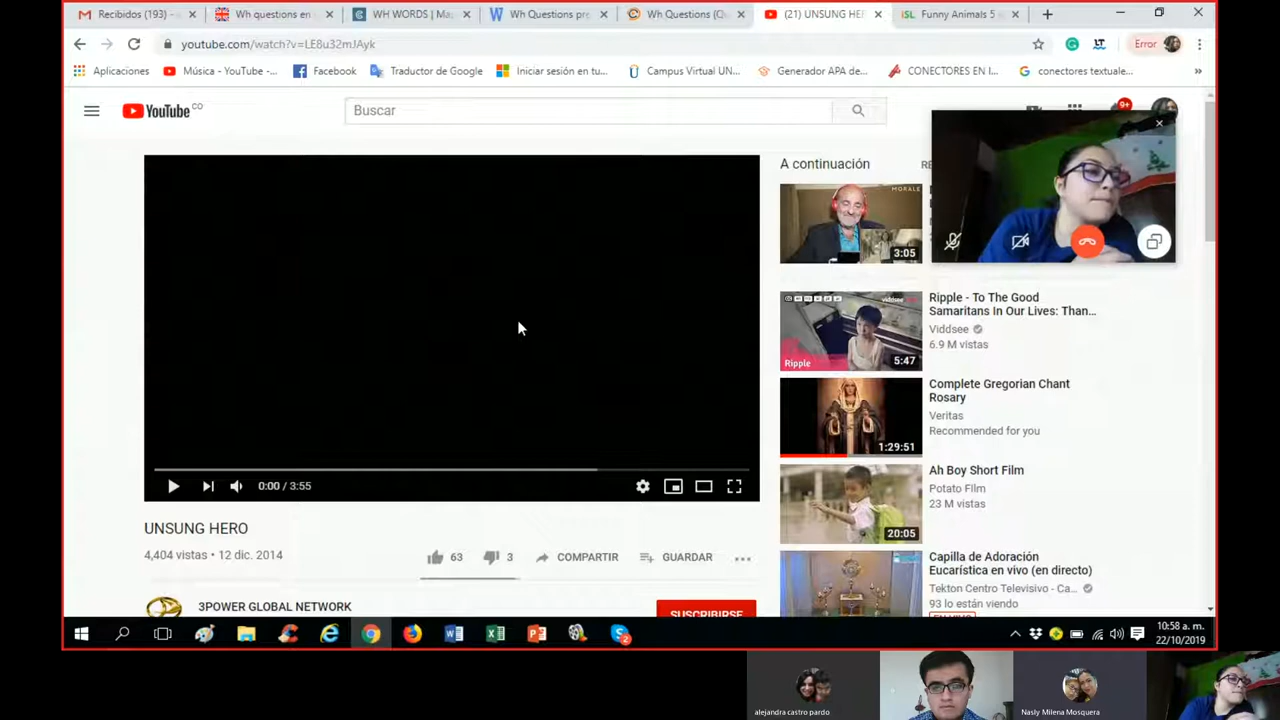 Recibidos (193) -
Wh questions en
WH WORDS | Ma
Wh Questions pre
Wh Questions (Q
(21) UNSUNG HER
iSL Funny Animals 5
youtube.com/watch?v=LE8u32mJAyk
Error
Aplicaciones
Música - YouTube -...
Facebook
Traductor de Google
Iniciar sesión en tu...
Campus Virtual UN...
Generador APA de...
CONECTORES EN I...
conectores textuale...
YouTube CO
Buscar
9+
A continuación
MORALE
3:05
Ripple
5:47
Ripple - To The Good
Samaritans In Our Lives: Than...
Viddsee
6.9 M vistas
1:29:51
Complete Gregorian Chant
Rosary
Veritas
Recommended for you
20:05
Ah Boy Short Film
Potato Film
23 M vistas
Capilla de Adoración
Eucarística en vivo (en directo)
Tekton Centro Televisivo - Ca...
93 lo están viendo
0:00 / 3:55
UNSUNG HERO
4,404 vistas • 12 dic. 2014
63
3
COMPARTIR
GUARDAR
3POWER GLOBAL NETWORK
SUSCRIBIRSE
10:58 a. m.
22/10/2019
alejandra castro pardo
Nasly Milena Mosquera